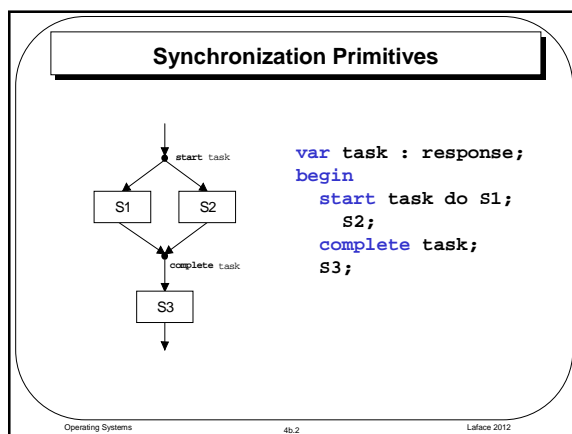 Synchronization Primitives
start task
S1
S2
complete task
S3
var task : response;
begin
start task do S1;
S2;
complete task;
S3;
Operating Systems
4b.2
Laface 2012